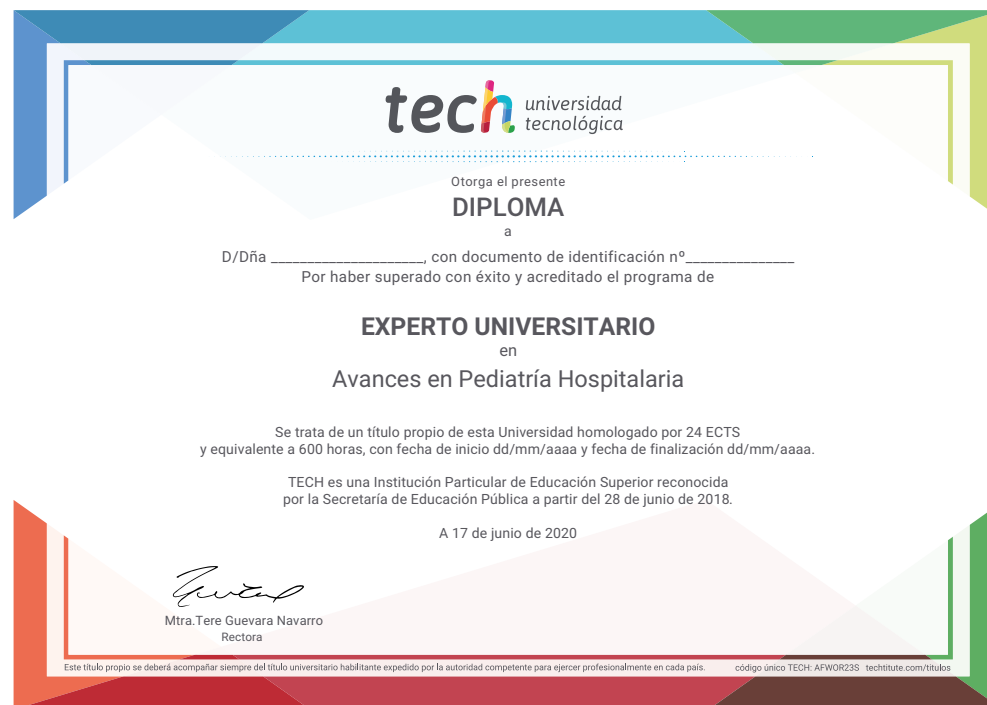 tech universidad
tecnológica
Otorga el presente
DIPLOMA
a
D/Dña _____________________, con documento de identificación nº_______________
Por haber superado con éxito y acreditado el programa de
EXPERTO UNIVERSITARIO
en
Avances en Pediatría Hospitalaria
Se trata de un título propio de esta Universidad homologado por 24 ECTS
y equivalente a 600 horas, con fecha de inicio dd/mm/aaaa y fecha de finalización dd/mm/aaaa.
TECH es una Institución Particular de Educación Superior reconocida
por la Secretaría de Educación Pública a partir del 28 de junio de 2018.
A 17 de junio de 2020
Mtra.Tere Guevara Navarro
Rectora
Este título propio se deberá acompañar siempre del título universitario habilitante expedido por la autoridad competente para ejercer profesionalmente en cada país. código único TECH: AFWOR23S techtitute.com/titulos